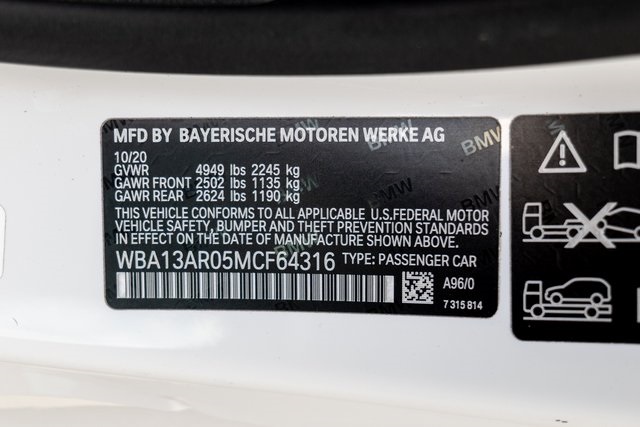 MFD BY BAYERISCHE MOTOREN WERKE AG
10/20
GVWR 4949 lbs 2245 kg
GAWR FRONT 2502 lbs 1135 kg
GAWR REAR 2624 lbs 1190 kg
THIS VEHICLE CONFORMS TO ALL APPLICABLE U.S.FEDERAL MOTOR
VEHICLE SAFETY, BUMPER AND THEFT PREVENTION STANDARDS
IN EFFECT ON THE DATE OF MANUFACTURE SHOWN ABOVE.
WBA13AR05MCF64316 TYPE: PASSENGER CAR
A96/0
7 315 814
BMW
BMW
BMW